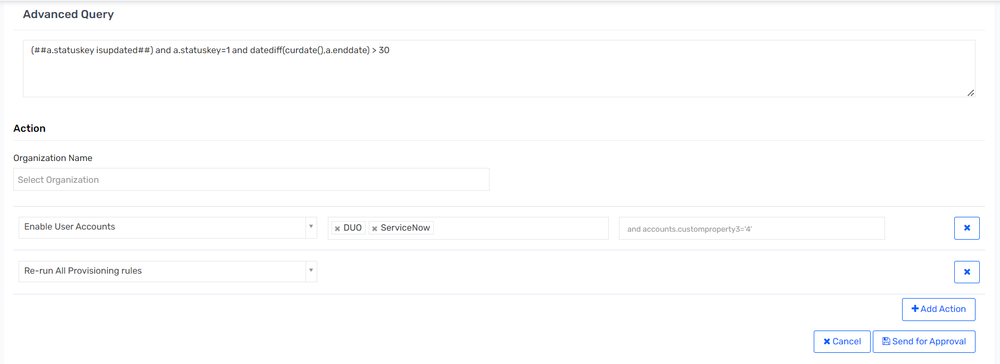 Advanced Query
(##a.statuskey isupdated##) and a.statuskey=1 and datediff(curdate(),a.enddate) > 30
Action
Organization Name
Select Organization
Enable User Accounts
DUO ServiceNow
and accounts.customproperty3='4'
Re-run All Provisioning rules
Add Action
Cancel
Send for Approval